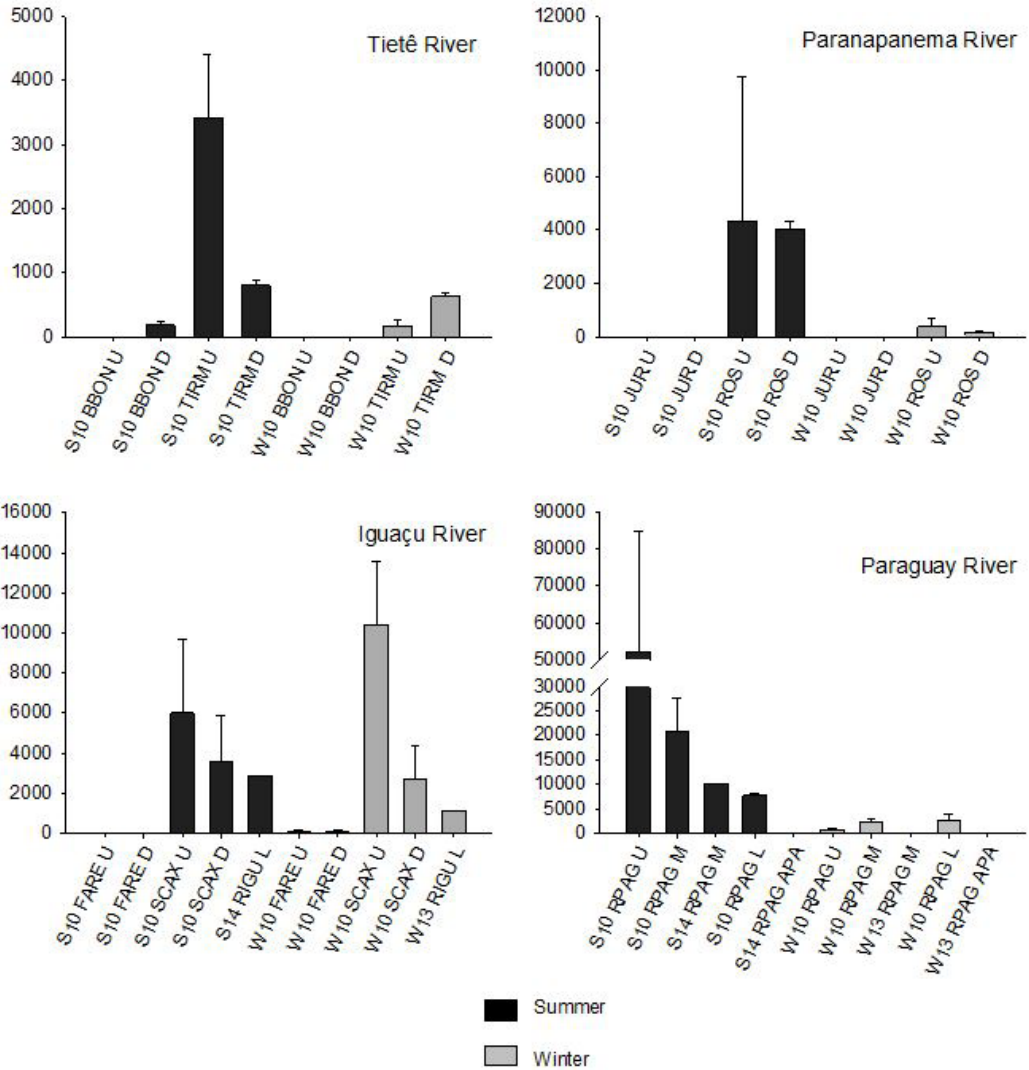 Tietê River
5000
4000
3000
2000
1000
0
S10 BBON U
S10 BBON D
S10 TIRM U
S10 TIRM D
W10 BBON U
W10 BBON D
W10 TIRM U
W10 TIRM D
Paranapanema River
12000
10000
8000
6000
4000
2000
0
S10 JUR U
S10 JUR D
S10 ROS U
S10 ROS D
W10 JUR U
W10 JUR D
W10 ROS U
W10 ROS D
Iguaçu River
16000
14000
12000
10000
8000
6000
4000
2000
0
S10 FARE U
S10 FARE D
S10 SCAX U
S10 SCAX D
S14 RIGU L
W10 FARE U
W10 FARE D
W10 SCAX U
W10 SCAX D
W13 RIGU L
Paraguay River
90000
80000
70000
60000
50000
30000
25000
20000
15000
10000
5000
0
S10 RPAG U
S10 RPAG M
S14 RPAG M
S10 RPAG L
S14 RPAG APA
W10 RPAG U
W10 RPAG M
W13 RPAG M
W10 RPAG L
W13 RPAG APA
Summer
Winter